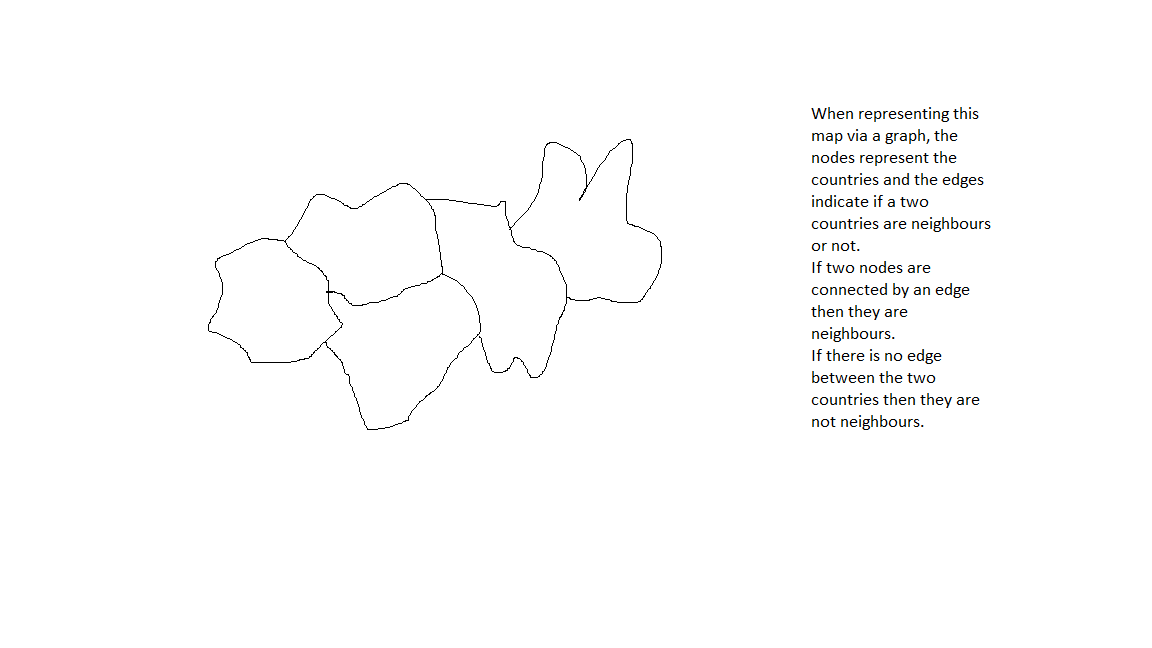 When representing this
map via a graph, the
nodes represent the
countries and the edges
indicate if a two
countries are neighbours
or not.
If two nodes are
connected by an edge
then they are
neighbours.
If there is no edge
between the two
countries then they are
not neighbours.